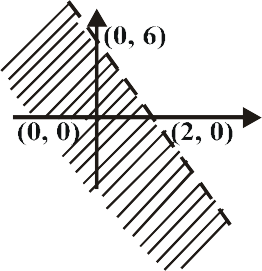 (0, 6)
(0, 0)
(2, 0)